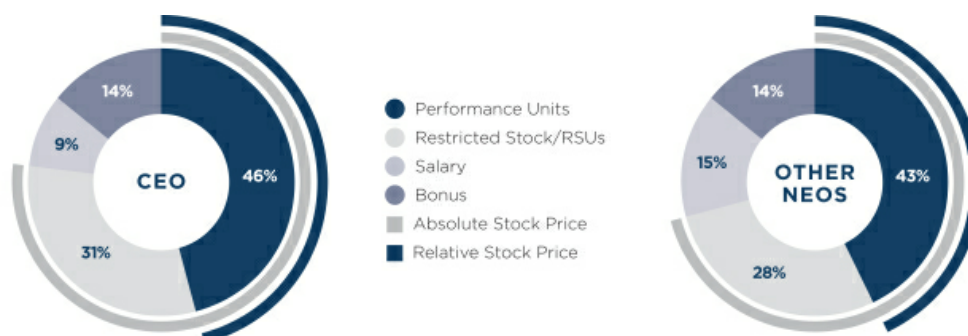 14%
9%
CEO
46%
31%
Performance Units
Restricted Stock/RSUs
Salary
Bonus
Absolute Stock Price
Relative Stock Price
14%
15%
OTHER
NEOS
43%
28%